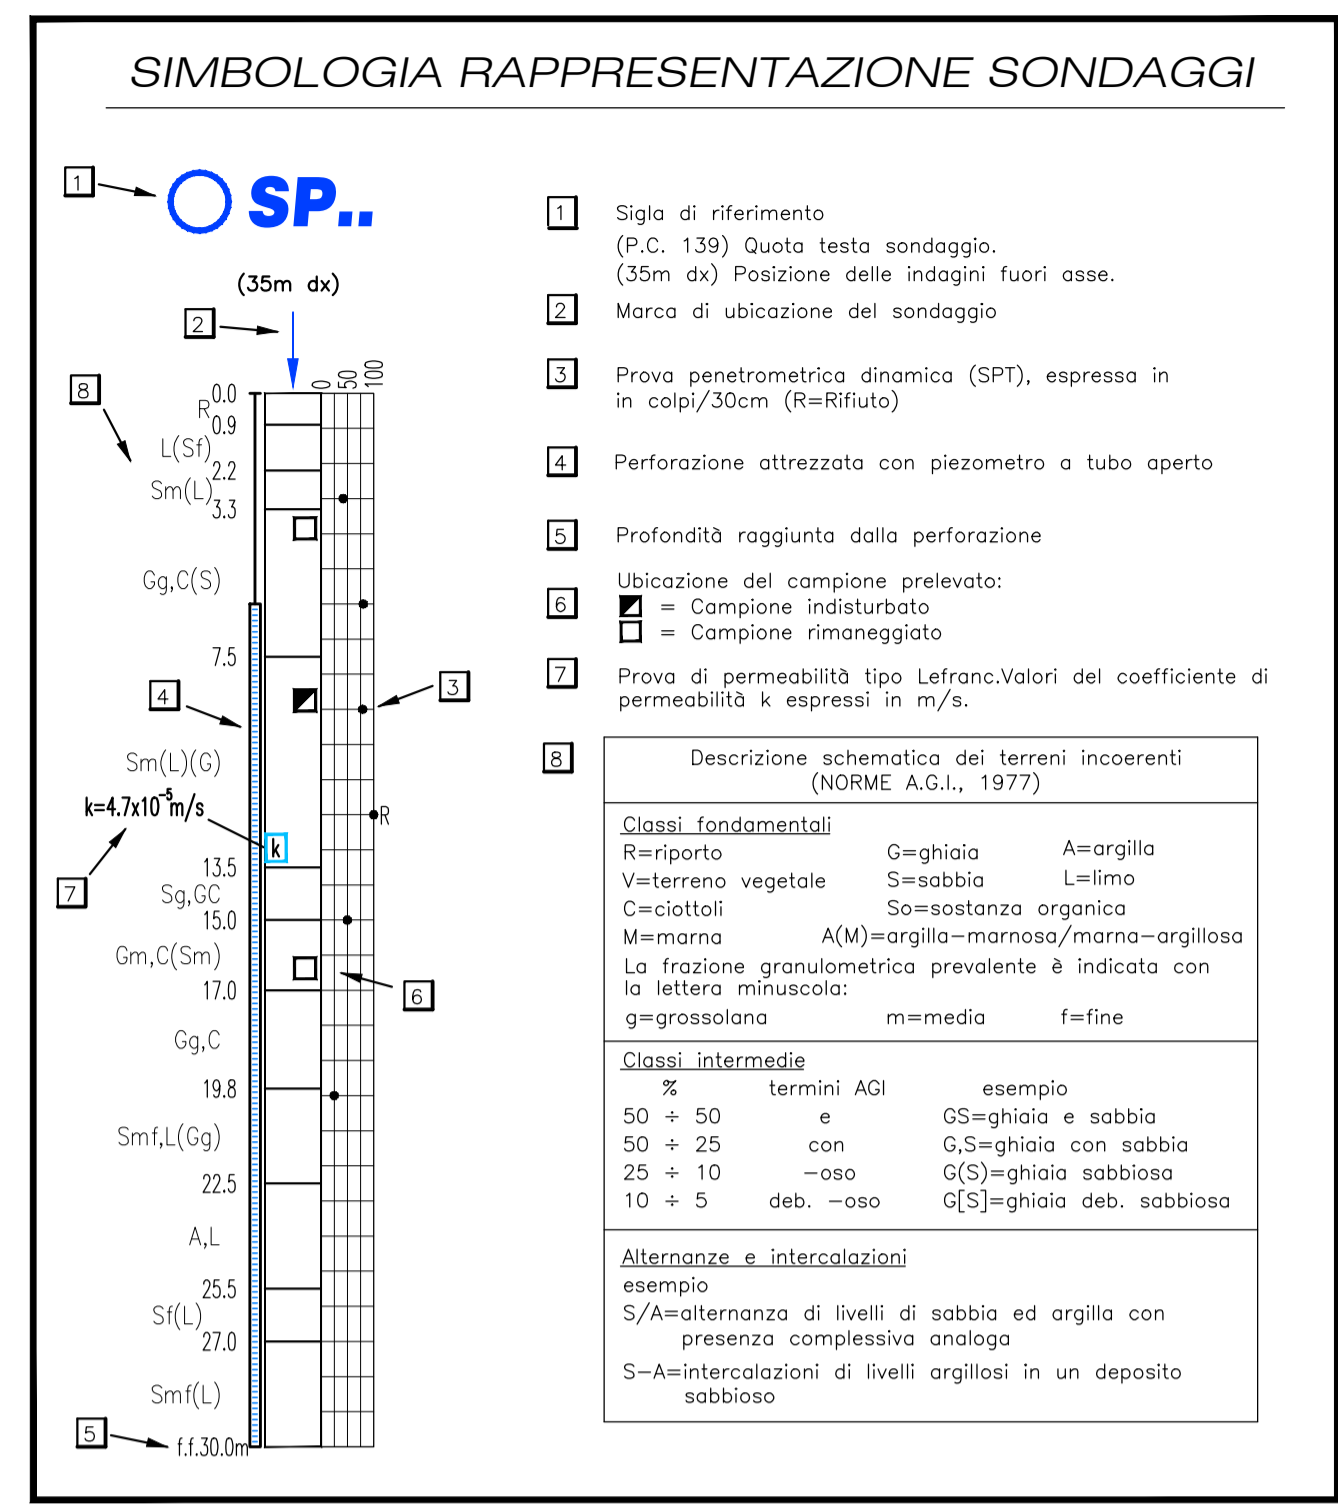 SIMBOLOGIA RAPPRESENTAZIONE SONDAGGI
1
SP..
(35m dx)
2
8
0 50 100
0.0
R
0.9
L(Sf)
2.2
Sm(L)
3.3
Gg,C(S)
7.5
4
3
Sm(L)(G)
k=4.7x10⁻⁵m/s
R
k
13.5
7
Sg,GC
15.0
Gm,C(Sm)
6
17.0
Gg,C
19.8
Smf,L(Gg)
22.5
A,L
25.5
Sf(L)
27.0
Smf(L)
5
f.f.30.0m
1 Sigla di riferimento
(P.C. 139) Quota testa sondaggio.
(35m dx) Posizione delle indagini fuori asse.
2 Marca di ubicazione del sondaggio
3 Prova penetrometrica dinamica (SPT), espressa in
in colpi/30cm (R=Rifiuto)
4 Perforazione attrezzata con piezometro a tubo aperto
5 Profondità raggiunta dalla perforazione
6 Ubicazione del campione prelevato:
= Campione indisturbato
= Campione rimaneggiato
7 Prova di permeabilità tipo Lefranc.Valori del coefficiente di
permeabilità k espressi in m/s.
8 Descrizione schematica dei terreni incoerenti
(NORME A.G.I., 1977)
Classi fondamentali
R=riporto G=ghiaia A=argilla
V=terreno vegetale S=sabbia L=limo
C=ciottoli So=sostanza organica
M=marna A(M)=argilla-marnosa/marna-argillosa
La frazione granulometrica prevalente è indicata con
la lettera minuscola:
g=grossolana m=media f=fine
Classi intermedie
% termini AGI esempio
50 ÷ 50 e GS=ghiaia e sabbia
50 ÷ 25 con G,S=ghiaia con sabbia
25 ÷ 10 -oso G(S)=ghiaia sabbiosa
10 ÷ 5 deb. -oso G[S]=ghiaia deb. sabbiosa
Alternanze e intercalazioni
esempio
S/A=alternanza di livelli di sabbia ed argilla con
presenza complessiva analoga
S-A=intercalazioni di livelli argillosi in un deposito
sabbioso